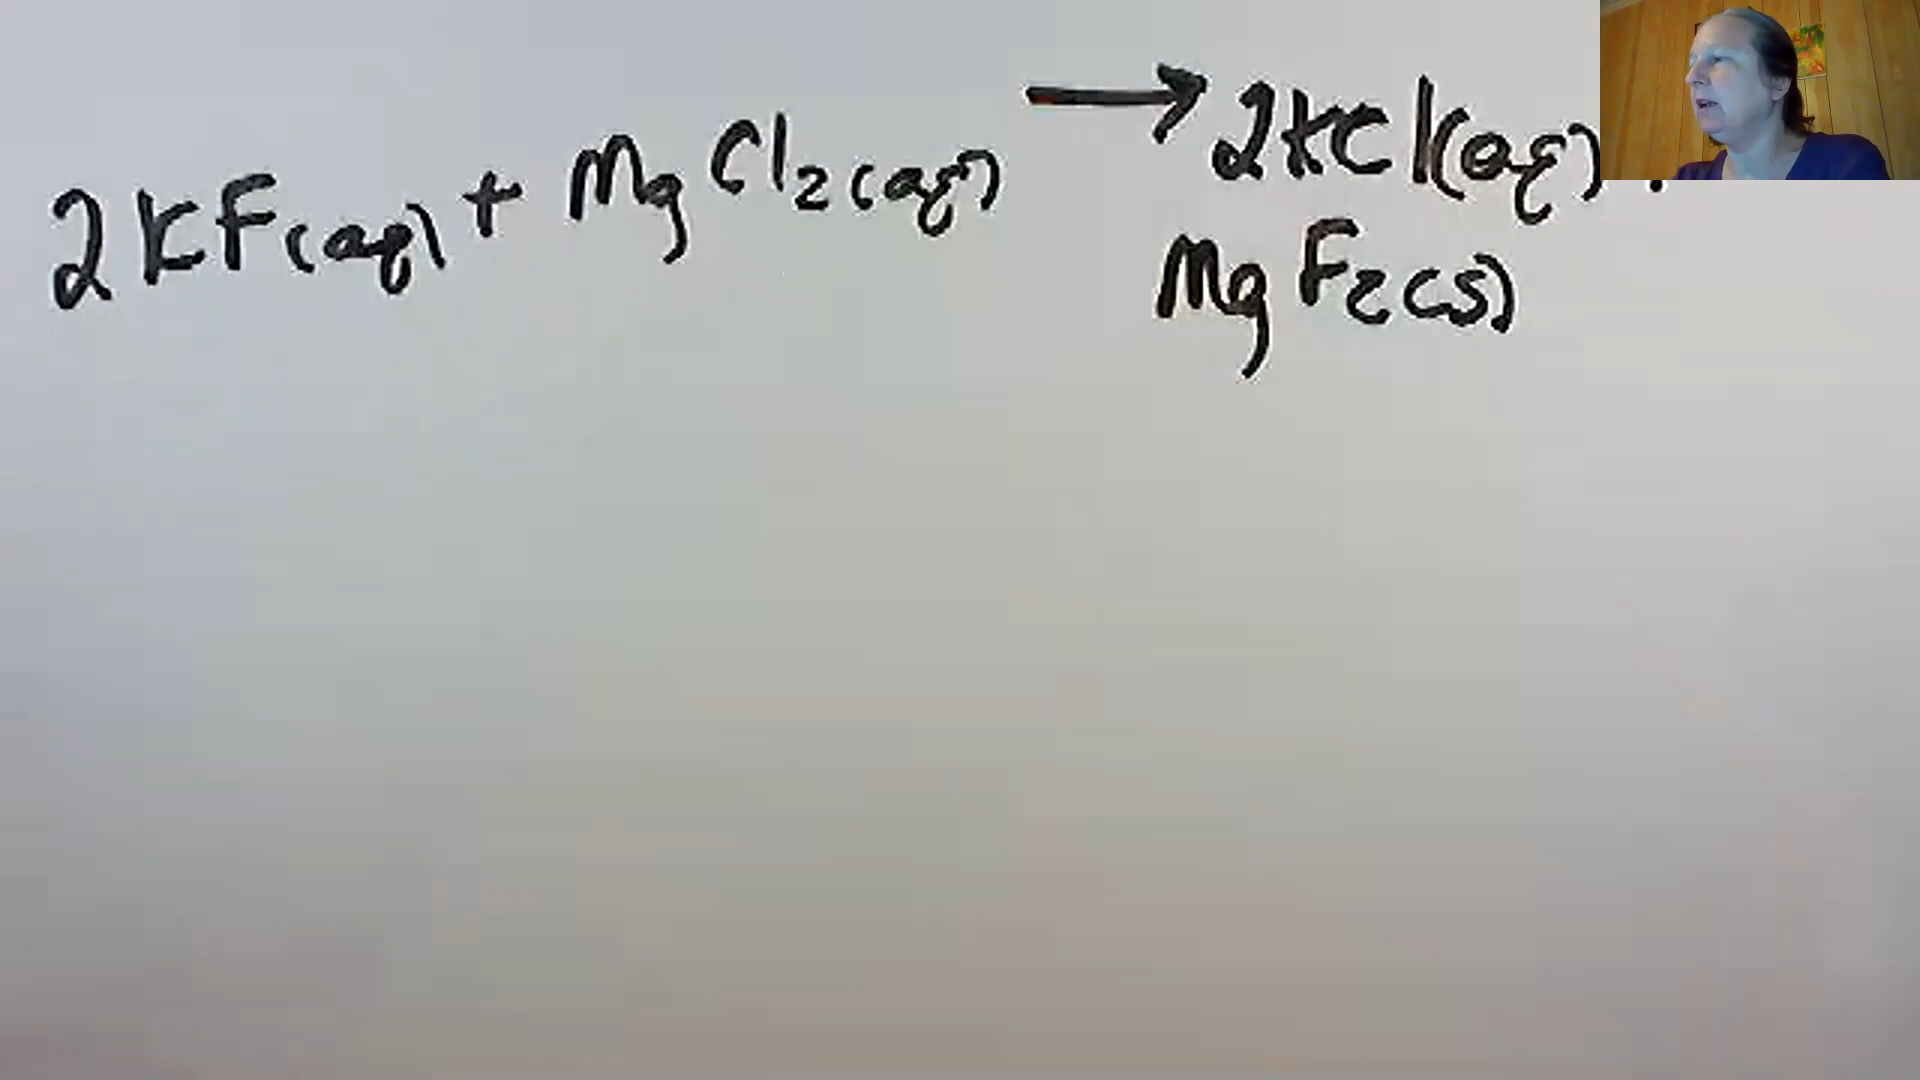 2KF(aq) + MgCl2(aq) → 2KCl(aq)
MgF2(s)